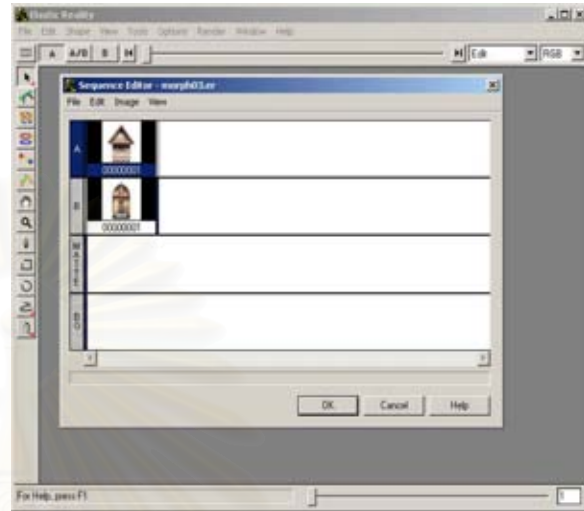 Elastic Reality
File Edit Shape View Tools Options Render Window Help
A A/B B Edit RGB
Sequence Editor - morph03.er
File Edit Image View
A
00000001
B
00000001
MATTE
BG
OK Cancel Help
For Help, press F1
1